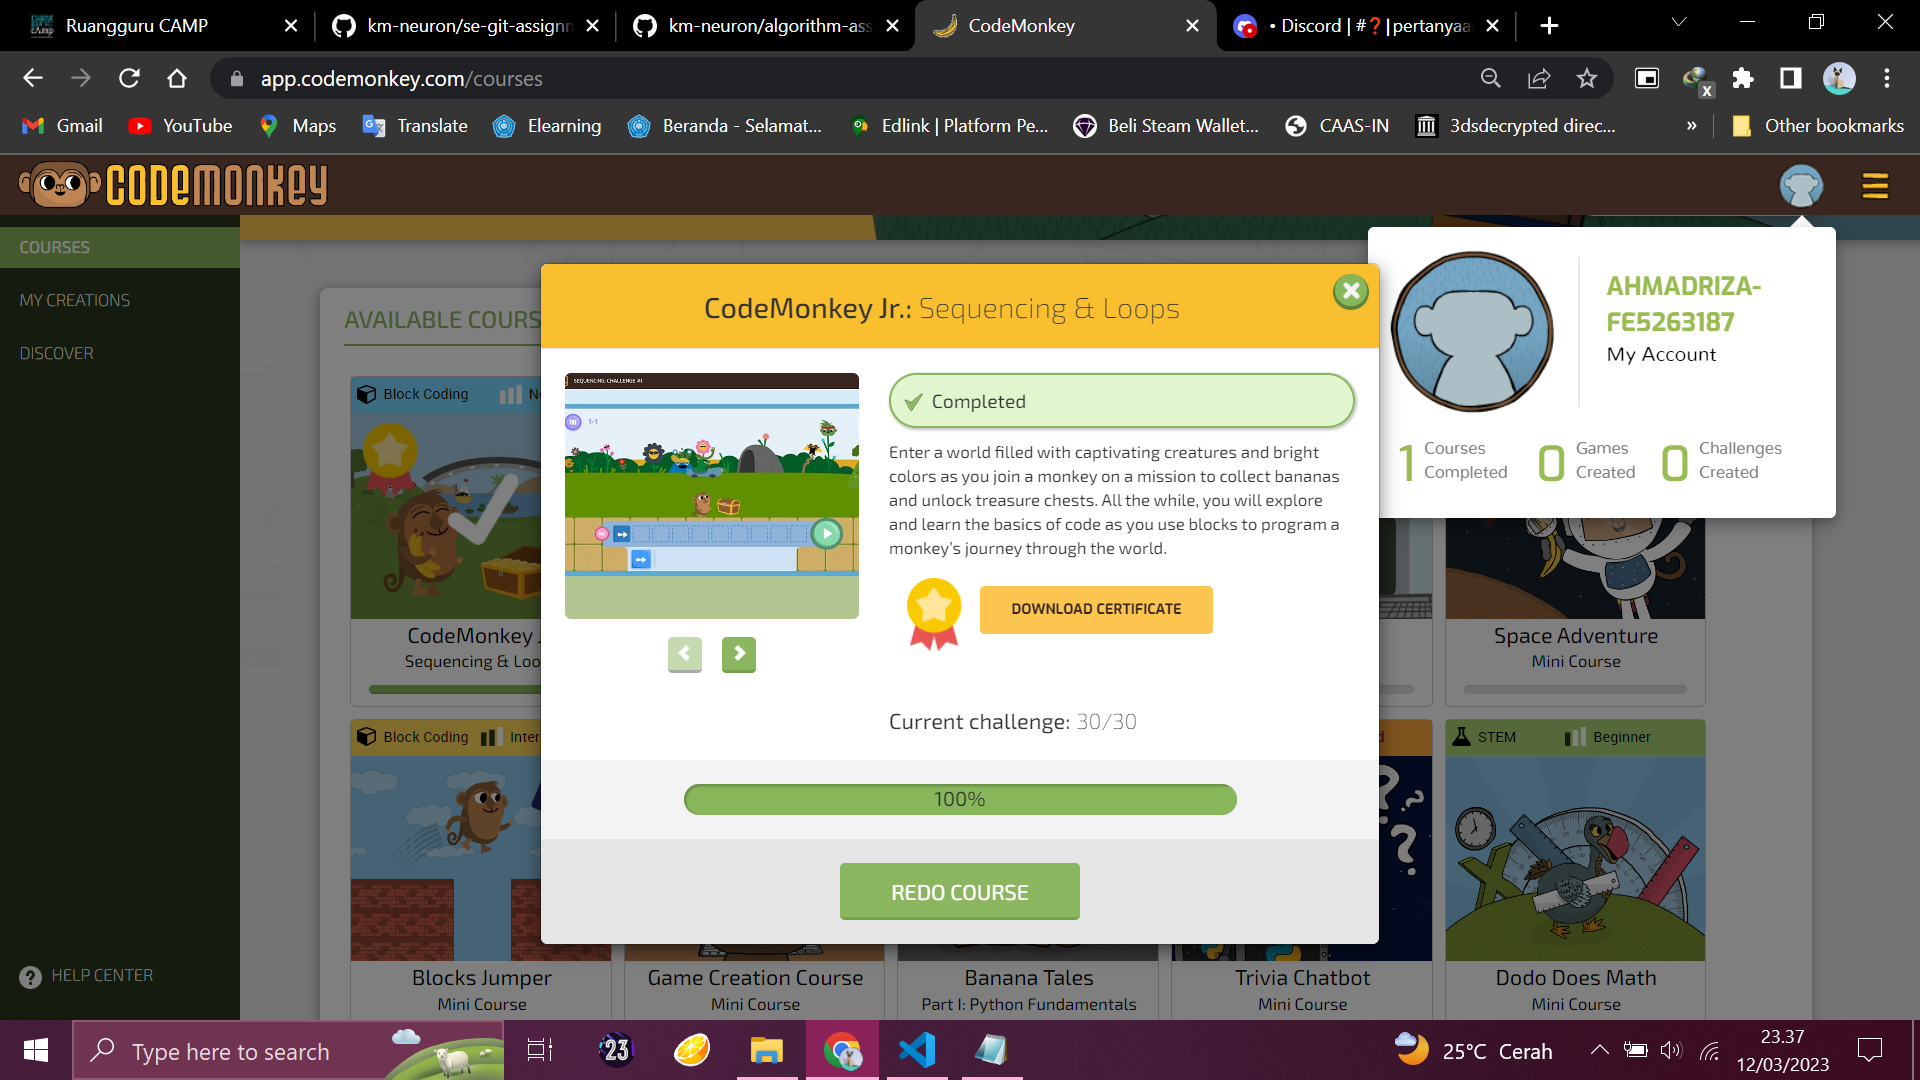 Ruangguru CAMP
km-neuron/se-git-assignn
km-neuron/algorithm-ass
CodeMonkey
• Discord | #❓|pertanyaa
app.codemonkey.com/courses
Gmail
YouTube
Maps
Translate
Elearning
Beranda - Selamat...
Edlink | Platform Pe...
Beli Steam Wallet...
CAAS-IN
3dsdecrypted direc...
»
Other bookmarks
CODEMONKEY
COURSES
MY CREATIONS
DISCOVER
HELP CENTER
AHMADRIZA-
FE5263187
My Account
1 Courses Completed
0 Games Created
0 Challenges Created
AVAILABLE COURS
CodeMonkey Jr.: Sequencing & Loops
SEQUENCING: CHALLENGE #1
1-1
Completed
Enter a world filled with captivating creatures and bright
colors as you join a monkey on a mission to collect bananas
and unlock treasure chests. All the while, you will explore
and learn the basics of code as you use blocks to program a
monkey's journey through the world.
DOWNLOAD CERTIFICATE
Current challenge: 30/30
100%
REDO COURSE
Block Coding
CodeMonkey J
Sequencing & Loo
Space Adventure
Mini Course
Block Coding
Inter
STEM
Beginner
Blocks Jumper
Mini Course
Game Creation Course
Mini Course
Banana Tales
Part I: Python Fundamentals
Trivia Chatbot
Mini Course
Dodo Does Math
Mini Course
Type here to search
23
25°C Cerah
23.37
12/03/2023